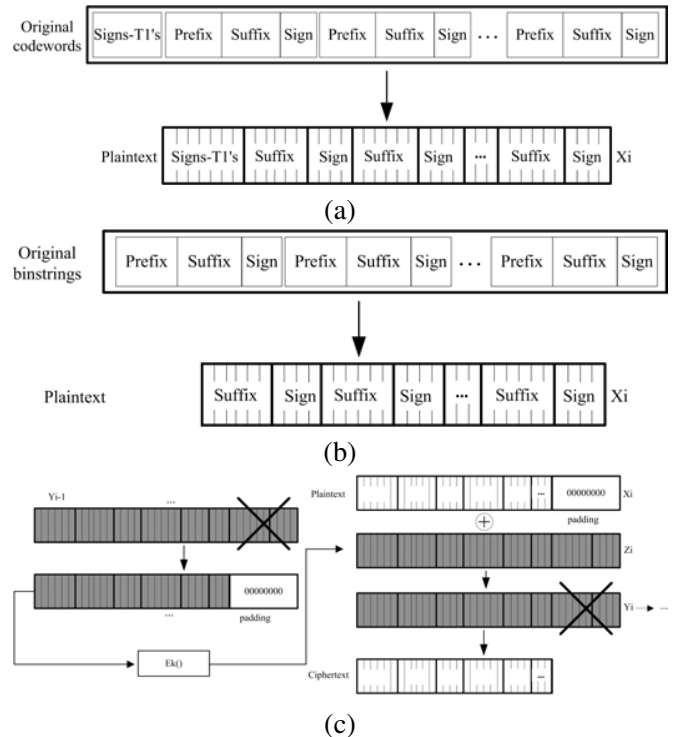 Original codewords
Signs-T1's Prefix Suffix Sign Prefix Suffix Sign ... Prefix Suffix Sign
Plaintext Signs-T1's Suffix Sign Suffix Sign ... Suffix Sign Xi
(a)
Original binstrings
Prefix Suffix Sign Prefix Suffix Sign ... Prefix Suffix Sign
Plaintext Suffix Sign Suffix Sign ... Suffix Sign Xi
(b)
Yi-1 ...
00000000
... padding
Ek()
Plaintext ... 00000000 Xi
padding
Zi
Yi ...
Ciphertext ...
(c)